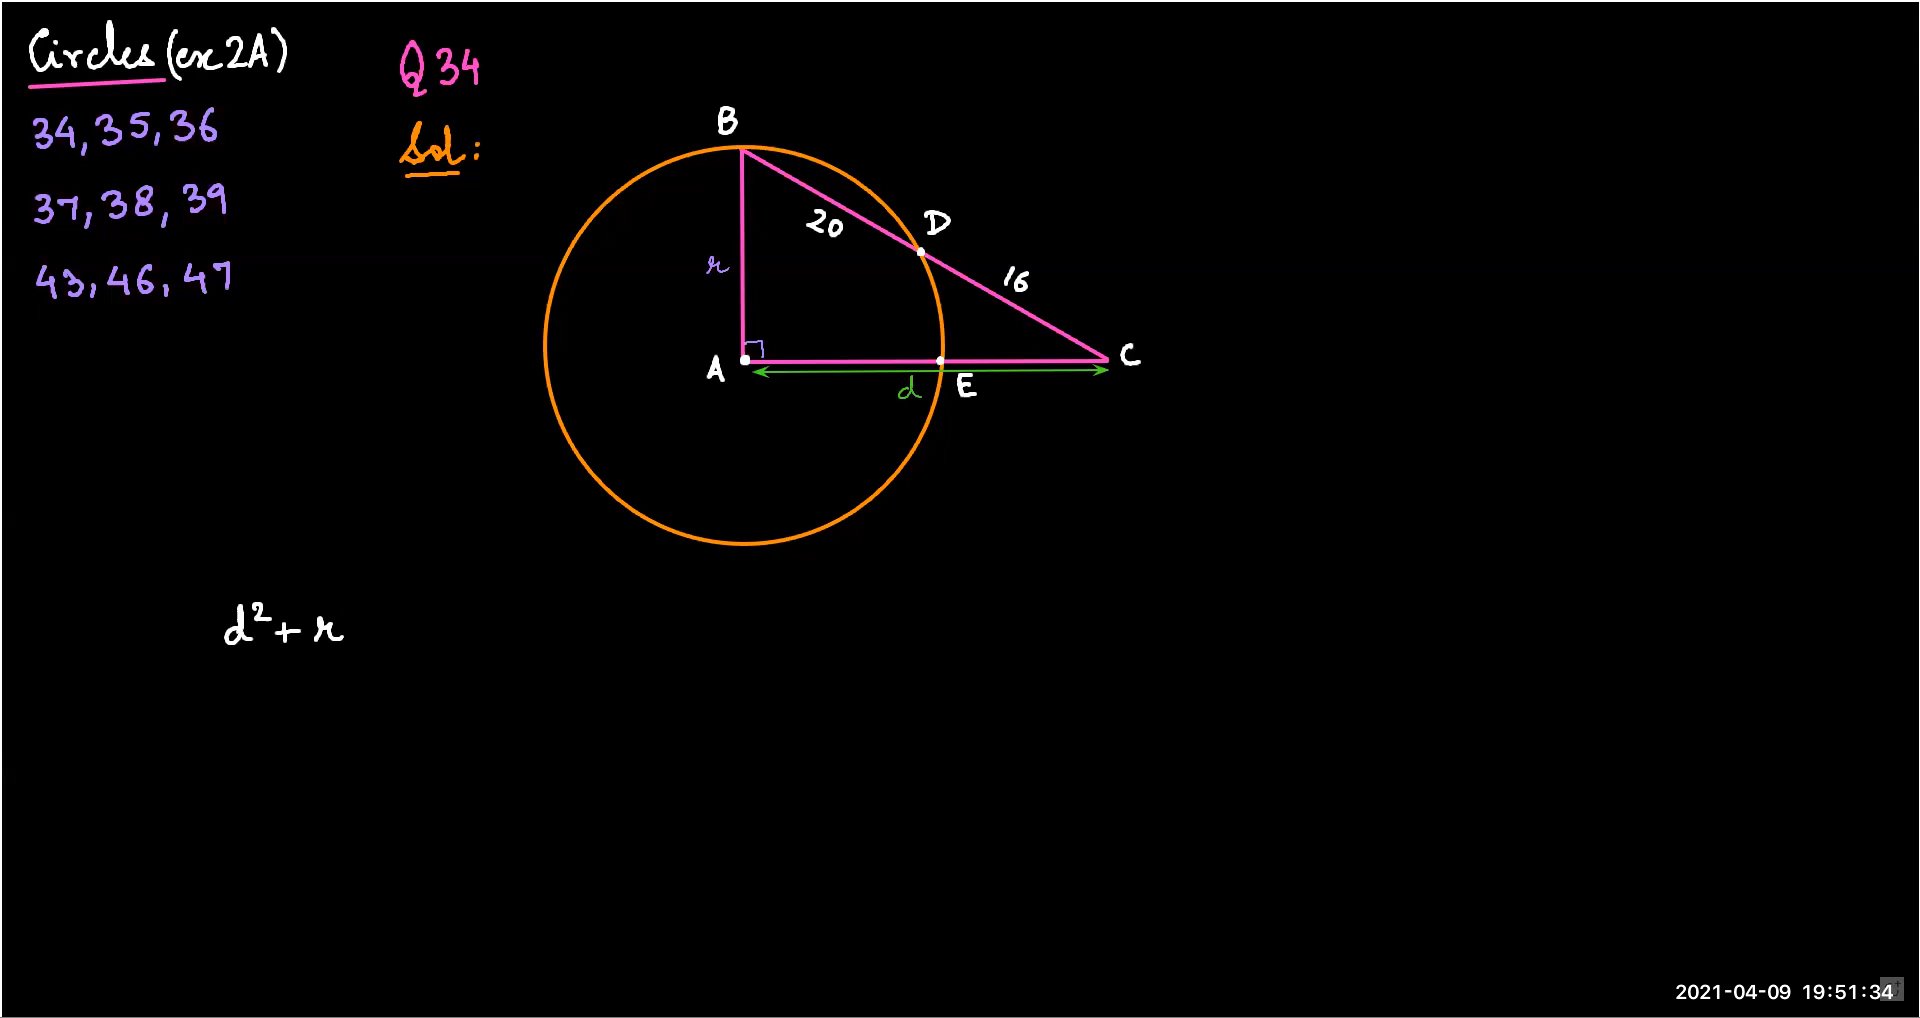 Circles (ex 2A)
34, 35, 36
37, 38, 39
43, 46, 47
Q 34
Sol:
B
20
D
r
16
A
C
d
E
d²+r
2021-04-09 19:51:34